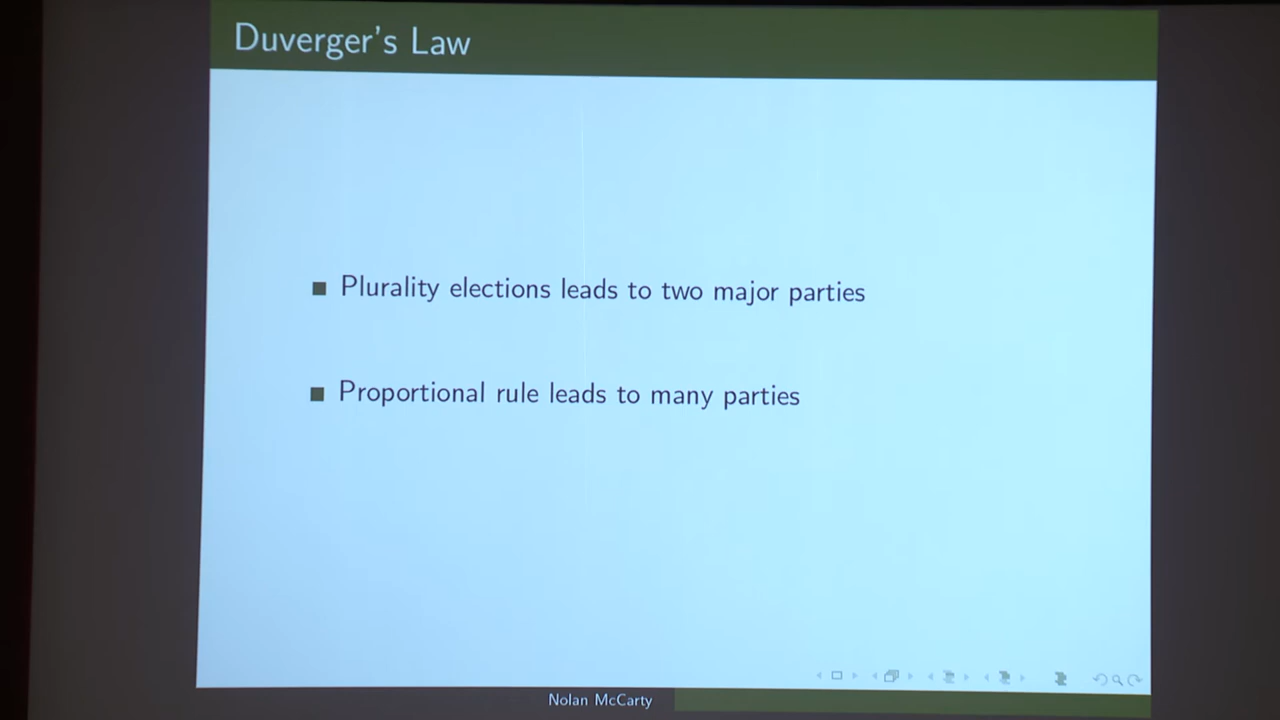 Duverger's Law
Plurality elections leads to two major parties
Proportional rule leads to many parties
Nolan McCarty